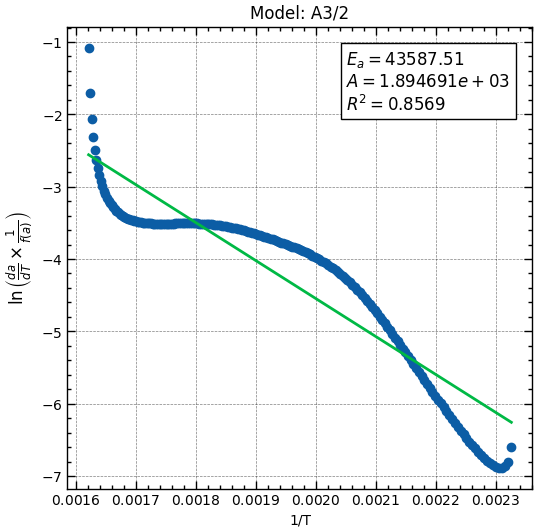 Model: A3/2
E_a = 43587.51
A = 1.894691e + 03
R^2 = 0.8569
−1
−2
−3
−4
−5
−6
−7
ln(da/dT × 1/f(a))
0.0016 0.0017 0.0018 0.0019 0.0020 0.0021 0.0022 0.0023
1/T